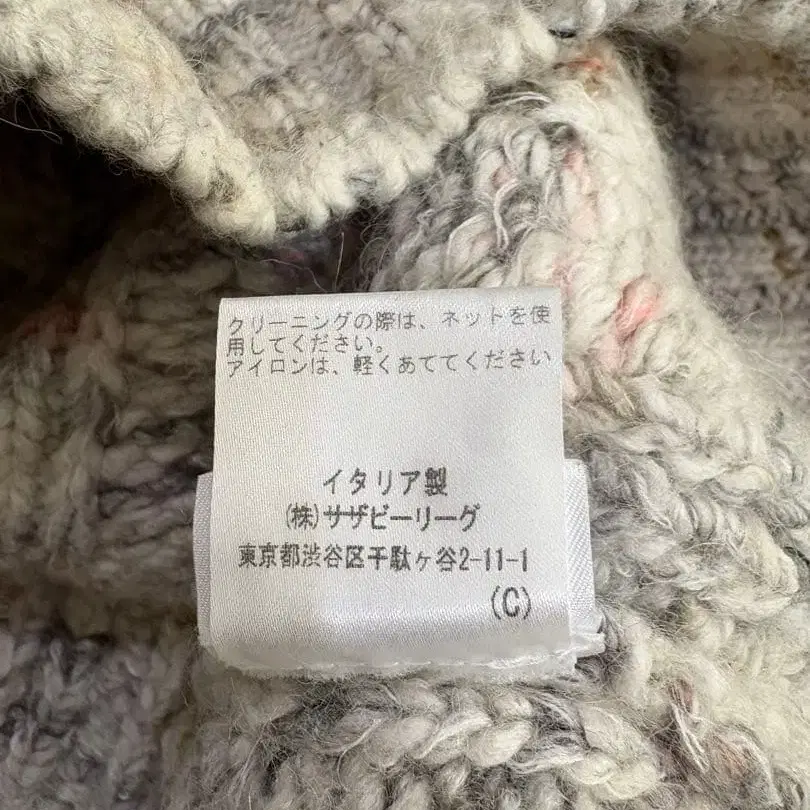 クリーニングの際は、ネットを使
用してください。
アイロンは、軽くあててください
イタリア製
(株)サザビーリーグ
東京都渋谷区千駄ヶ谷2-11-1
(C)